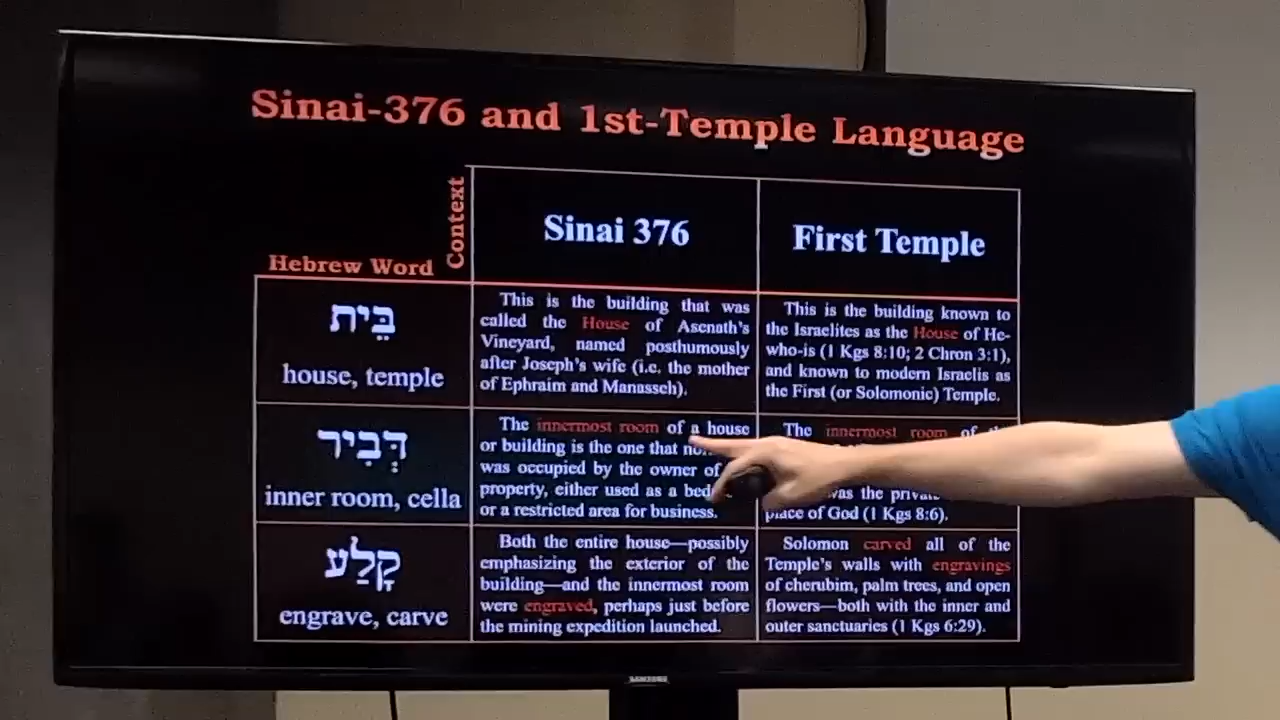 Sinai-376 and 1st-Temple Language
Context
Hebrew Word
Sinai 376
First Temple
בֵּית
house, temple
This is the building that was
called the House of Asenath's
Vineyard, named posthumously
after Joseph's wife (i.e. the mother
of Ephraim and Manasseh).
This is the building known to
the Israelites as the House of He-
who-is (1 Kgs 8:10; 2 Chron 3:1),
and known to modern Israelis as
the First (or Solomonic) Temple.
דְּבִיר
inner room, cella
The innermost room of a house
or building is the one that
was occupied by the owner of
property, either used as a
or a restricted area for business.
The innermost room of
was the private
place of God (1 Kgs 8:6).
קָלַע
engrave, carve
Both the entire house—possibly
emphasizing the exterior of the
building—and the innermost room
were engraved, perhaps just before
the mining expedition launched.
Solomon carved all of the
Temple's walls with engravings
of cherubim, palm trees, and open
flowers—both with the inner and
outer sanctuaries (1 Kgs 6:29).
SAMSUNG